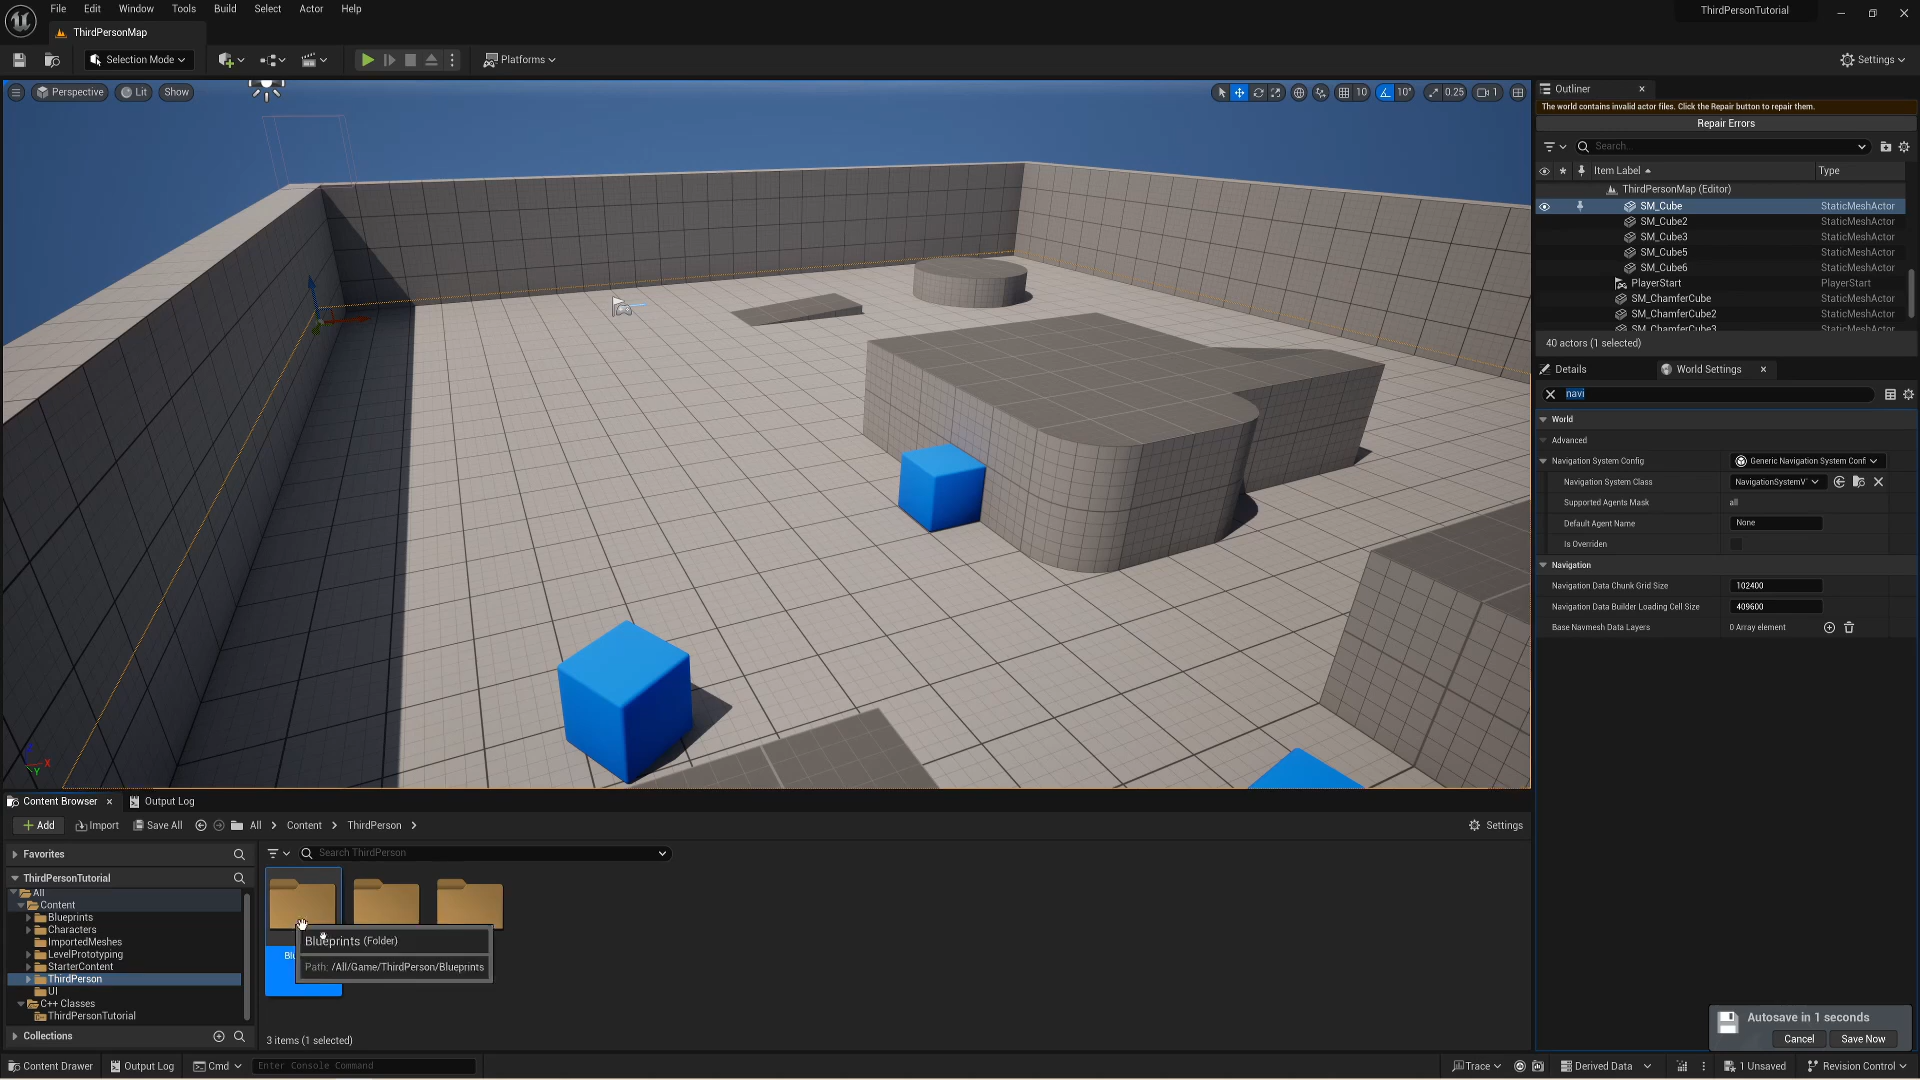 File Edit Window Tools Build Select Actor Help
ThirdPersonTutorial
ThirdPersonMap
Selection Mode
Platforms
Settings
Perspective Lit Show
10 10° 0.25 1
Outliner
The world contains invalid actor files. Click the Repair button to repair them.
Repair Errors
Search...
Item Label Type
ThirdPersonMap (Editor)
SM_Cube StaticMeshActor
SM_Cube2 StaticMeshActor
SM_Cube3 StaticMeshActor
SM_Cube5 StaticMeshActor
SM_Cube6 StaticMeshActor
PlayerStart PlayerStart
SM_ChamferCube StaticMeshActor
SM_ChamferCube2 StaticMeshActor
SM_ChamferCube3 StaticMeshActor
40 actors (1 selected)
Details World Settings
navi
World
Advanced
Navigation System Config Generic Navigation System Confi
Navigation System Class NavigationSystemV
Supported Agents Mask all
Default Agent Name None
Is Overriden
Navigation
Navigation Data Chunk Grid Size 102400
Navigation Data Builder Loading Cell Size 409600
Base Navmesh Data Layers 0 Array element
X
Y
Content Browser Output Log
Add Import Save All All Content ThirdPerson
Settings
Favorites
Search ThirdPerson
ThirdPersonTutorial
All
Content
Blueprints
Characters
ImportedMeshes
LevelPrototyping
StarterContent
ThirdPerson
UI
C++ Classes
ThirdPersonTutorial
Collections
Blueprints (Folder)
Path: /All/Game/ThirdPerson/Blueprints
Blu
3 items (1 selected)
Autosave in 1 seconds
Cancel Save Now
Content Drawer Output Log Cmd Enter Console Command
Trace Derived Data 1 Unsaved Revision Control